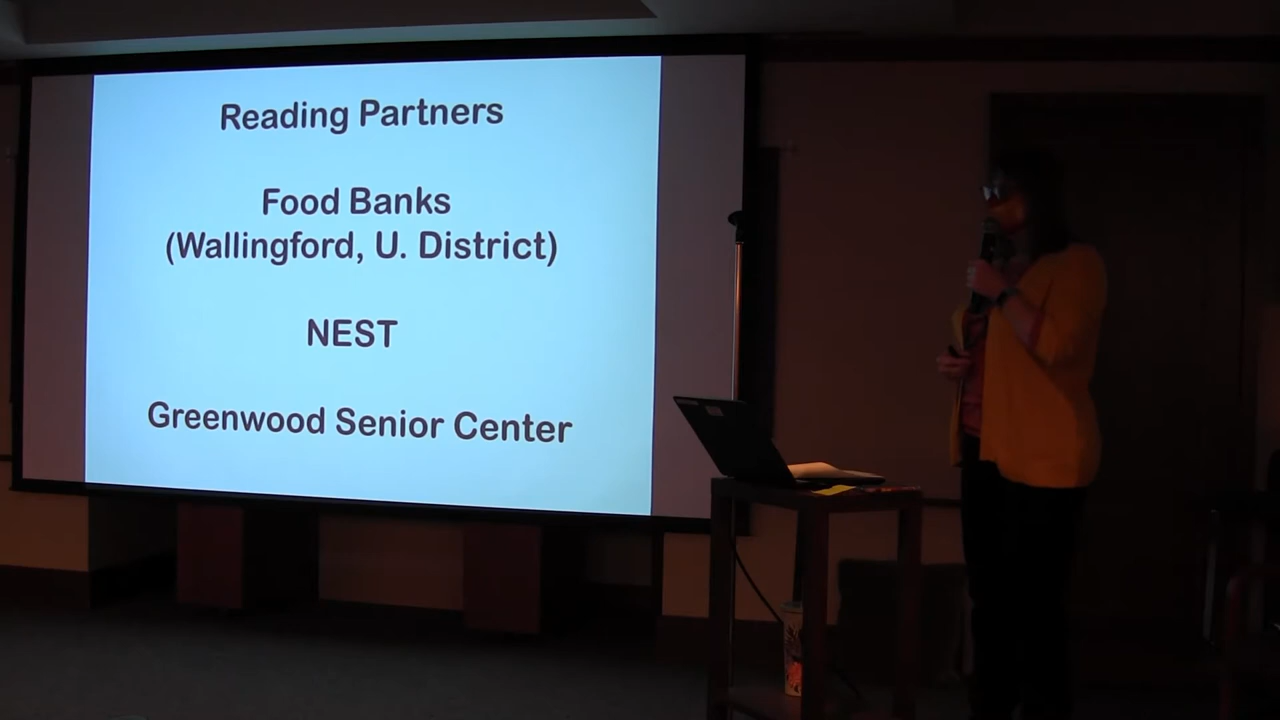 Reading Partners
Food Banks
(Wallingford, U. District)
NEST
Greenwood Senior Center